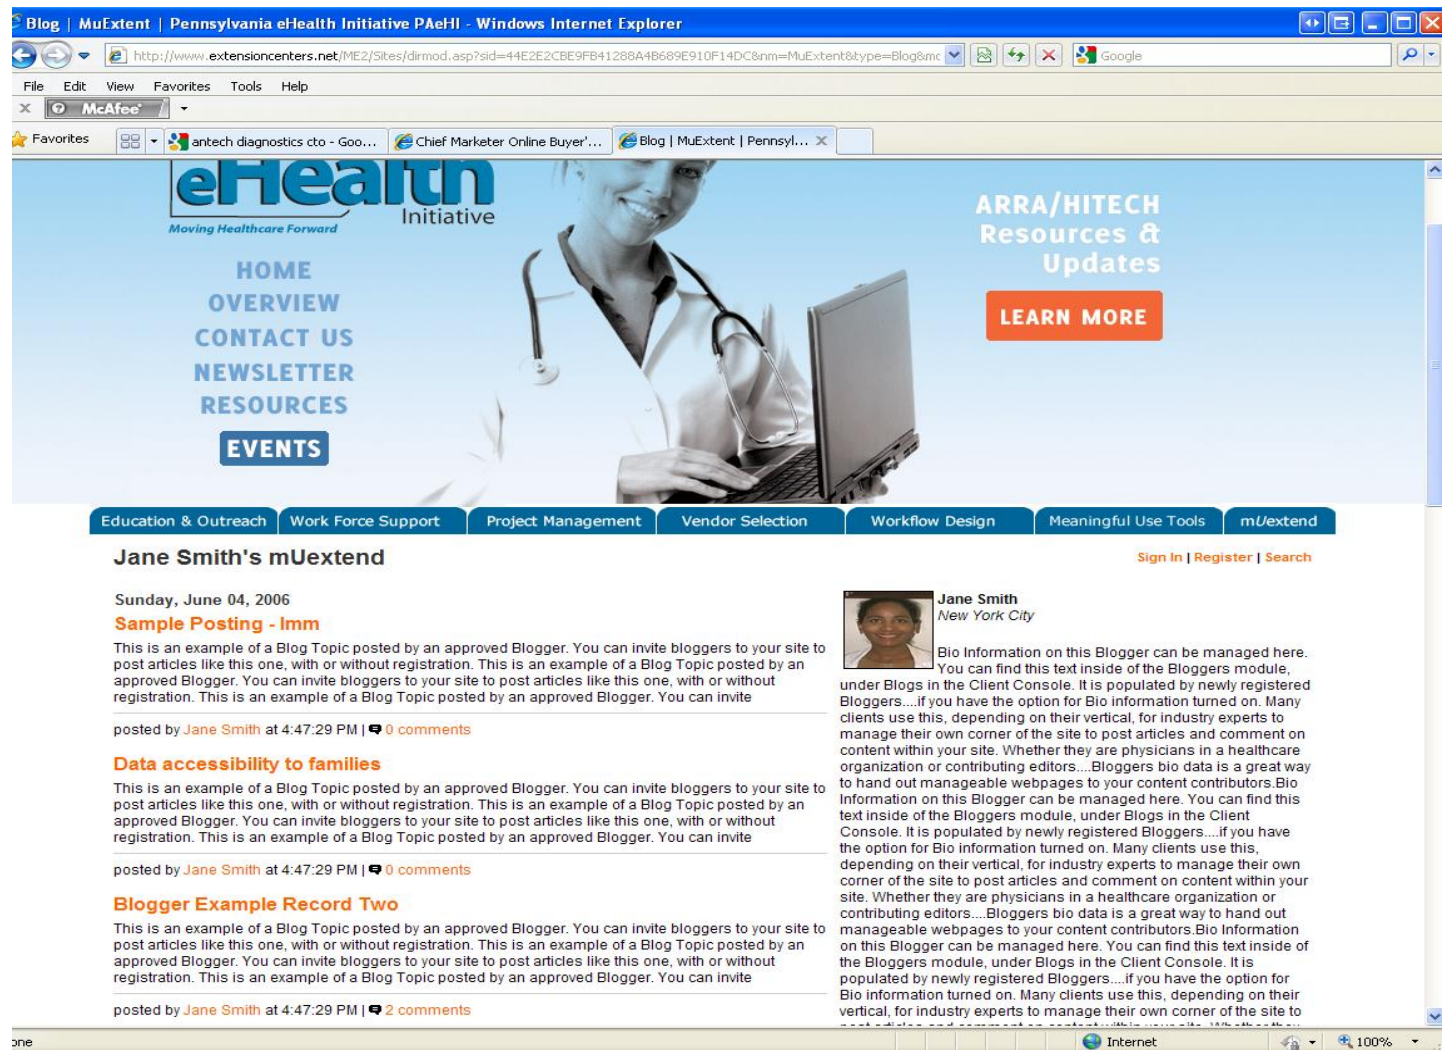 Blog | MuExtent | Pennsylvania eHealth Initiative PAeHI - Windows Internet Explorer
http://www.extensioncenters.net/ME2/Sites/dirmod.asp?sid=44E2E2CBE9FB41288A4B689E910F14DC&nm=MuExtent&type=Blog&mc
Google
File Edit View Favorites Tools Help
McAfee
Favorites
antech diagnostics cto - Goo...
Chief Marketer Online Buyer'...
Blog | MuExtent | Pennsyl...
eHealth
Initiative
Moving Healthcare Forward
HOME
OVERVIEW
CONTACT US
NEWSLETTER
RESOURCES
EVENTS
ARRA/HITECH
Resources &
Updates
LEARN MORE
Education & Outreach Work Force Support Project Management Vendor Selection Workflow Design Meaningful Use Tools mUextend
Jane Smith's mUextend
Sign In | Register | Search
Sunday, June 04, 2006
Sample Posting - lmm
This is an example of a Blog Topic posted by an approved Blogger. You can invite bloggers to your site to
post articles like this one, with or without registration. This is an example of a Blog Topic posted by an
approved Blogger. You can invite bloggers to your site to post articles like this one, with or without
registration. This is an example of a Blog Topic posted by an approved Blogger. You can invite
posted by Jane Smith at 4:47:29 PM | 0 comments
Data accessibility to families
This is an example of a Blog Topic posted by an approved Blogger. You can invite bloggers to your site to
post articles like this one, with or without registration. This is an example of a Blog Topic posted by an
approved Blogger. You can invite bloggers to your site to post articles like this one, with or without
registration. This is an example of a Blog Topic posted by an approved Blogger. You can invite
posted by Jane Smith at 4:47:29 PM | 0 comments
Blogger Example Record Two
This is an example of a Blog Topic posted by an approved Blogger. You can invite bloggers to your site to
post articles like this one, with or without registration. This is an example of a Blog Topic posted by an
approved Blogger. You can invite bloggers to your site to post articles like this one, with or without
registration. This is an example of a Blog Topic posted by an approved Blogger. You can invite
posted by Jane Smith at 4:47:29 PM | 2 comments
Jane Smith
New York City
Bio Information on this Blogger can be managed here.
You can find this text inside of the Bloggers module,
under Blogs in the Client Console. It is populated by newly registered
Bloggers....if you have the option for Bio information turned on. Many
clients use this, depending on their vertical, for industry experts to
manage their own corner of the site to post articles and comment on
content within your site. Whether they are physicians in a healthcare
organization or contributing editors....Bloggers bio data is a great way
to hand out manageable webpages to your content contributors.Bio
Information on this Blogger can be managed here. You can find this
text inside of the Bloggers module, under Blogs in the Client
Console. It is populated by newly registered Bloggers....if you have
the option for Bio information turned on. Many clients use this,
depending on their vertical, for industry experts to manage their own
corner of the site to post articles and comment on content within your
site. Whether they are physicians in a healthcare organization or
contributing editors....Bloggers bio data is a great way to hand out
manageable webpages to your content contributors.Bio Information
on this Blogger can be managed here. You can find this text inside of
the Bloggers module, under Blogs in the Client Console. It is
populated by newly registered Bloggers....if you have the option for
Bio information turned on. Many clients use this, depending on their
vertical, for industry experts to manage their own corner of the site to
post articles and comment on content within your site. Whether they
one
Internet
100%